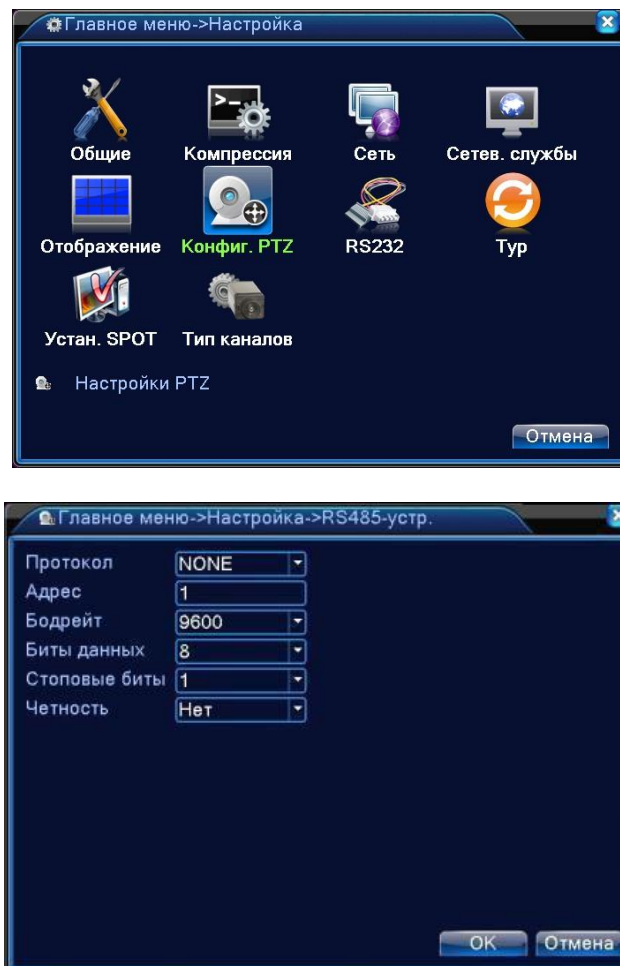 Главное меню->Настройка
Общие Компрессия Сеть Сетев. службы
Отображение Конфиг. PTZ RS232 Тур
Устан. SPOT Тип каналов
Настройки PTZ
Отмена
Главное меню->Настройка->RS485-устр.
Протокол NONE
Адрес 1
Бодрейт 9600
Биты данных 8
Стоповые биты 1
Четность Нет
OK Отмена